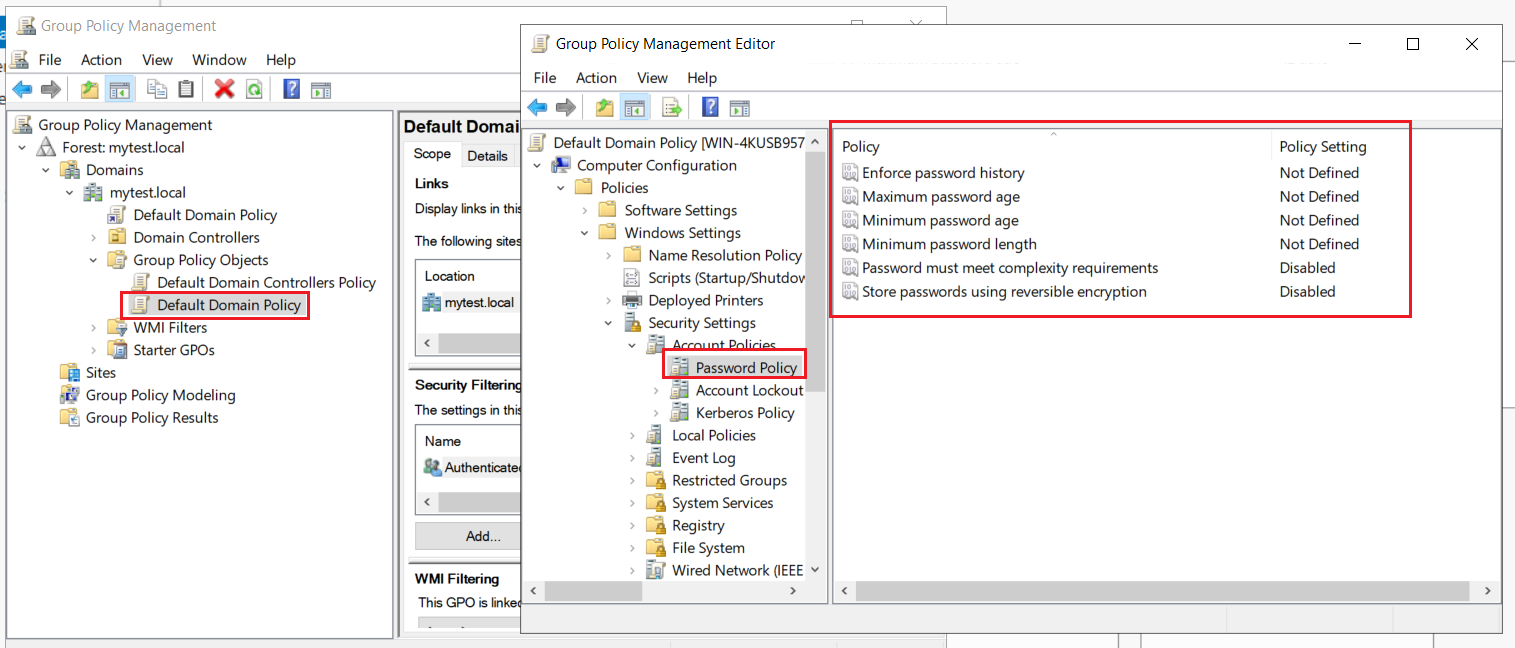 Group Policy Management
File Action View Window Help
Group Policy Management
Forest: mytest.local
Domains
mytest.local
Default Domain Policy
Domain Controllers
Group Policy Objects
Default Domain Controllers Policy
Default Domain Policy
WMI Filters
Starter GPOs
Sites
Group Policy Modeling
Group Policy Results
Default Domai
Scope Details
Links
Display links in this
The following sites
Location
mytest.local
Security Filtering
The settings in this
Name
Authenticated
Add...
WMI Filtering
This GPO is linked
Group Policy Management Editor
File Action View Help
Default Domain Policy [WIN-4KUSB957
Computer Configuration
Policies
Software Settings
Windows Settings
Name Resolution Policy
Scripts (Startup/Shutdow
Deployed Printers
Security Settings
Account Policies
Password Policy
Account Lockout
Kerberos Policy
Local Policies
Event Log
Restricted Groups
System Services
Registry
File System
Wired Network (IEEE
Policy Policy Setting
Enforce password history Not Defined
Maximum password age Not Defined
Minimum password age Not Defined
Minimum password length Not Defined
Password must meet complexity requirements Disabled
Store passwords using reversible encryption Disabled